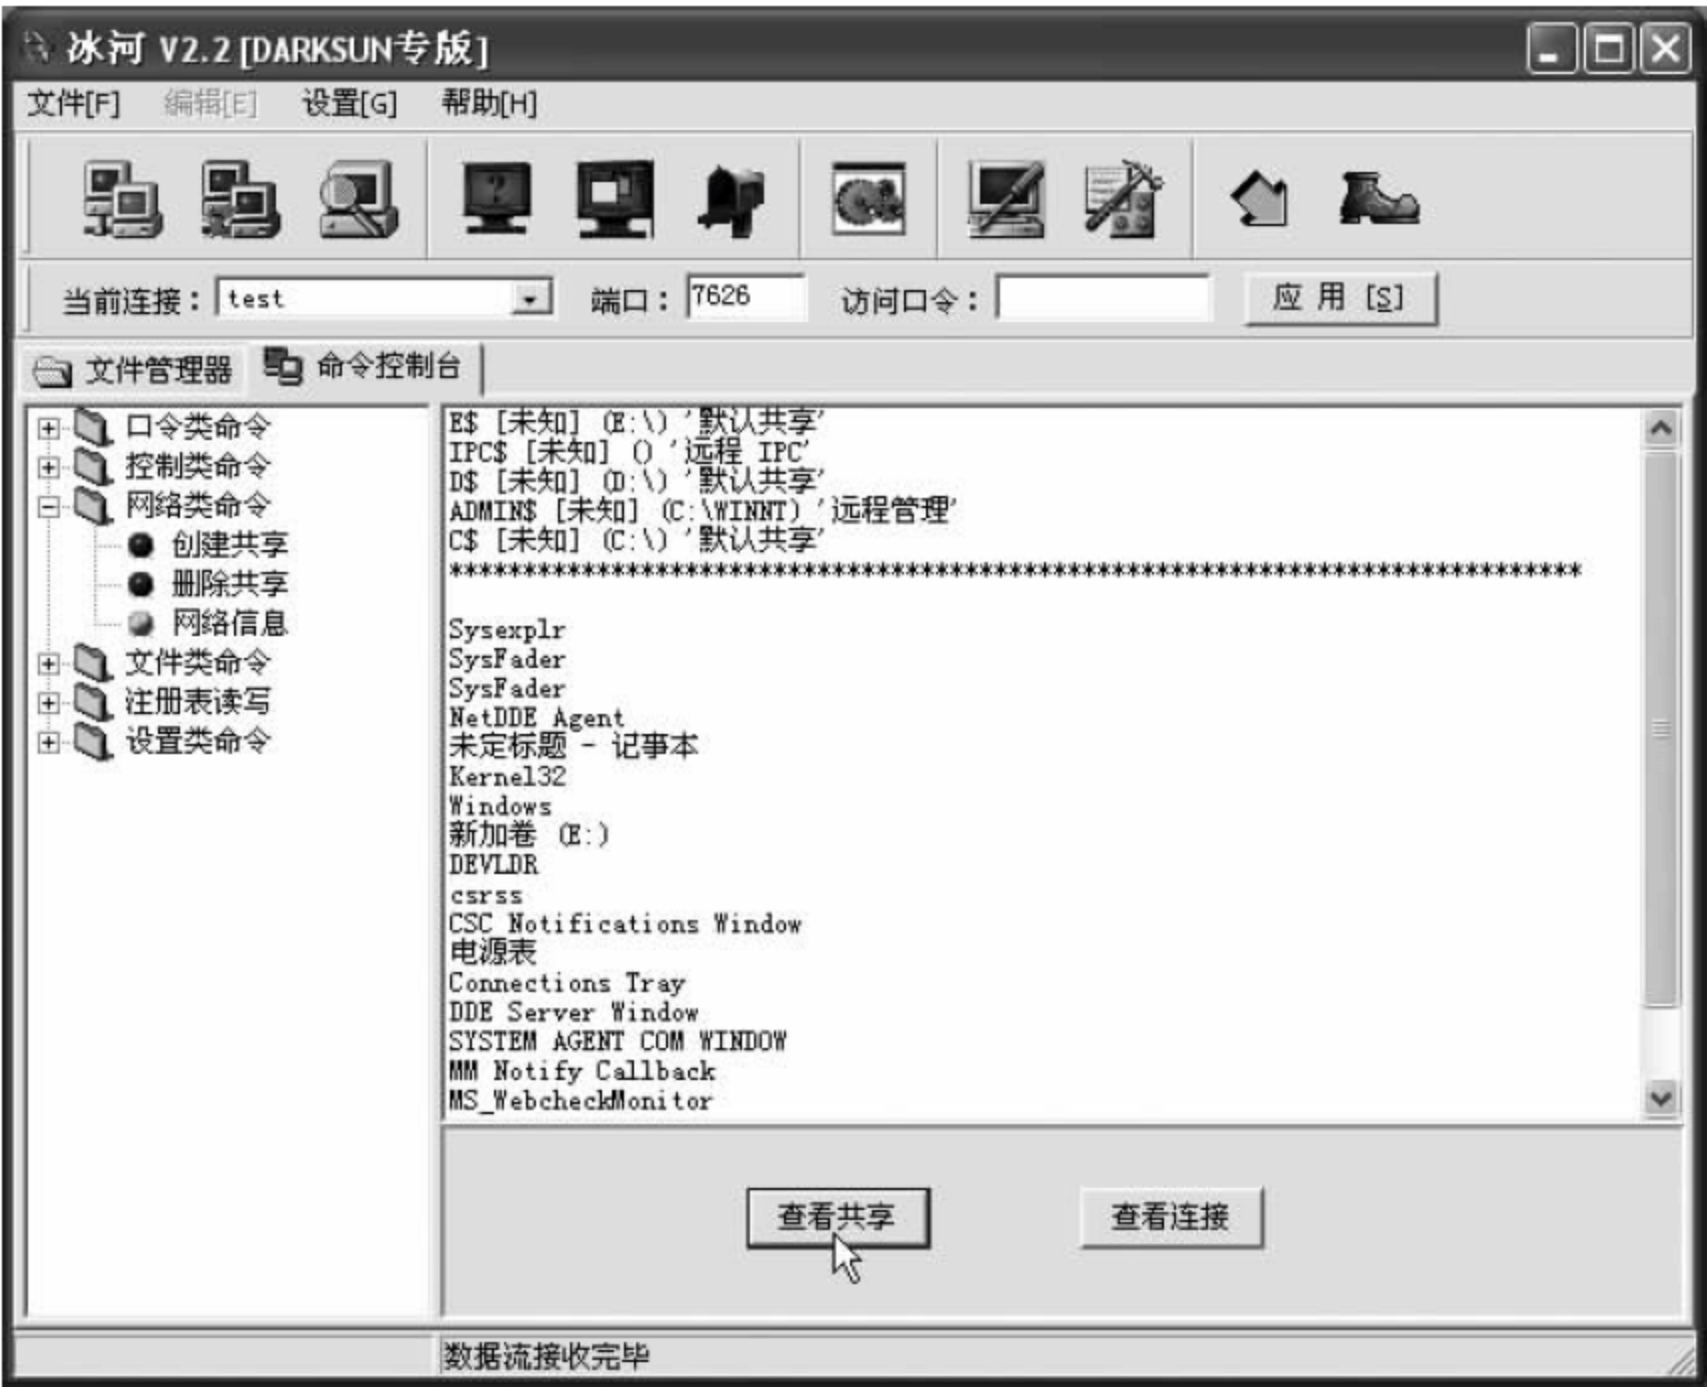 冰河 V2.2 [DARKSUN专版]
文件[F] 编辑[E] 设置[G] 帮助[H]
当前连接： test 端口： 7626 访问口令： 应 用 [S]
文件管理器 命令控制台
口令类命令
控制类命令
网络类命令
创建共享
删除共享
网络信息
文件类命令
注册表读写
设置类命令
E$ [未知] (E:\) '默认共享'
IPC$ [未知] () '远程 IPC'
D$ [未知] (D:\) '默认共享'
ADMIN$ [未知] (C:\WINNT) '远程管理'
C$ [未知] (C:\) '默认共享'
*******************************************************************************
Sysexplr
SysFader
SysFader
NetDDE Agent
未定标题 - 记事本
Kernel32
Windows
新加卷 (E:)
DEVLDR
csrss
CSC Notifications Window
电源表
Connections Tray
DDE Server Window
SYSTEM AGENT COM WINDOW
MM Notify Callback
MS_WebcheckMonitor
查看共享 查看连接
数据流接收完毕